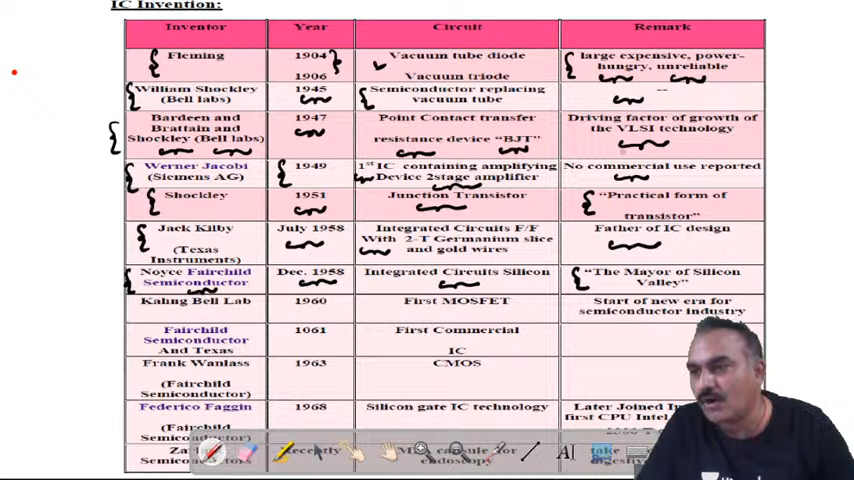 IC Invention:
Inventor Year Circuit Remark
Fleming 1904 Vacuum tube diode large expensive, power-
hungry, unreliable
1906 Vacuum triode
William Shockley 1945 Semiconductor replacing --
(Bell labs) vacuum tube
Bardeen and 1947 Point Contact transfer Driving factor of growth of
Brattain and the VLSI technology
Shockley (Bell labs) resistance device "BJT"
Werner Jacobi 1949 1st IC containing amplifying No commercial use reported
(Siemens AG) Device 2stage amplifier
Shockley 1951 Junction Transistor "Practical form of
transistor"
Jack Kilby July 1958 Integrated Circuits F/F Father of IC design
With 2-T Germanium slice
(Texas and gold wires
Instruments)
Noyce Fairchild Dec. 1958 Integrated Circuits Silicon "The Mayor of Silicon
Semiconductor Valley"
Kahng Bell Lab 1960 First MOSFET Start of new era for
semiconductor industry
Fairchild 1061 First Commercial
Semiconductor
And Texas IC
Frank Wanlass 1963 CMOS
(Fairchild
Semiconductor)
Federico Faggin 1968 Silicon gate IC technology Later Joined
first CPU Intel
(Fairchild
Recently for
endoscopy